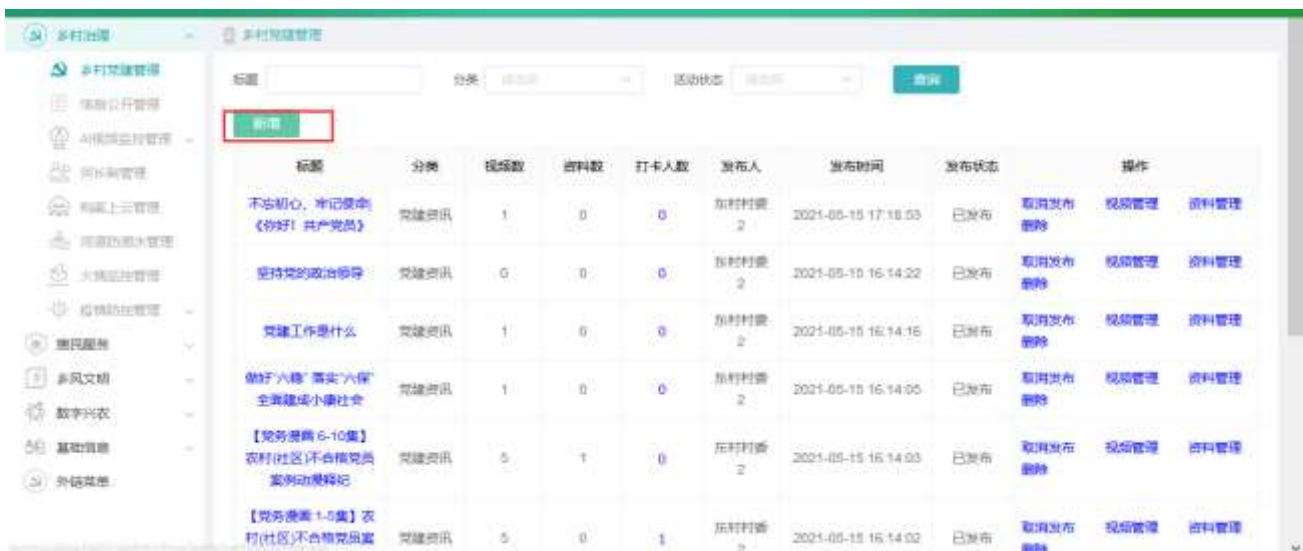 乡村治理
乡村党建管理
信息公开管理
AI视频监控管理
河长制管理
火情监控管理
疫情防控管理
惠民服务
乡风文明
数字兴农
基础信息
外链菜单
乡村党建管理
标题 分类 请选择 活动状态 请选择 查询
新增
标题 分类 视频数 资料数 打卡人数 发布人 发布时间 发布状态 操作
不忘初心、牢记使命
《你好！共产党员》
党建资讯 1 0 0 东村村委
2
2021-05-15 17:18:53 已发布 取消发布 视频管理 资料管理
删除
坚持党的政治领导 党建资讯 0 0 0 东村村委
2
2021-05-15 16:14:22 已发布 取消发布 视频管理 资料管理
删除
党建工作是什么 党建资讯 1 0 0 东村村委
2
2021-05-15 16:14:16 已发布 取消发布 视频管理 资料管理
删除
做好"六稳" 落实"六保"
全面建成小康社会
党建资讯 1 0 0 东村村委
2
2021-05-15 16:14:05 已发布 取消发布 视频管理 资料管理
删除
【党务漫画 6-10集】
农村(社区)不合格党员
案例动漫释纪
党建资讯 5 1 0 东村村委
2
2021-05-15 16:14:03 已发布 取消发布 视频管理 资料管理
删除
【党务漫画 1-5集】农
村(社区)不合格党员案
党建资讯 5 0 1 东村村委
2021-05-15 16:14:02 已发布 取消发布 视频管理 资料管理
删除